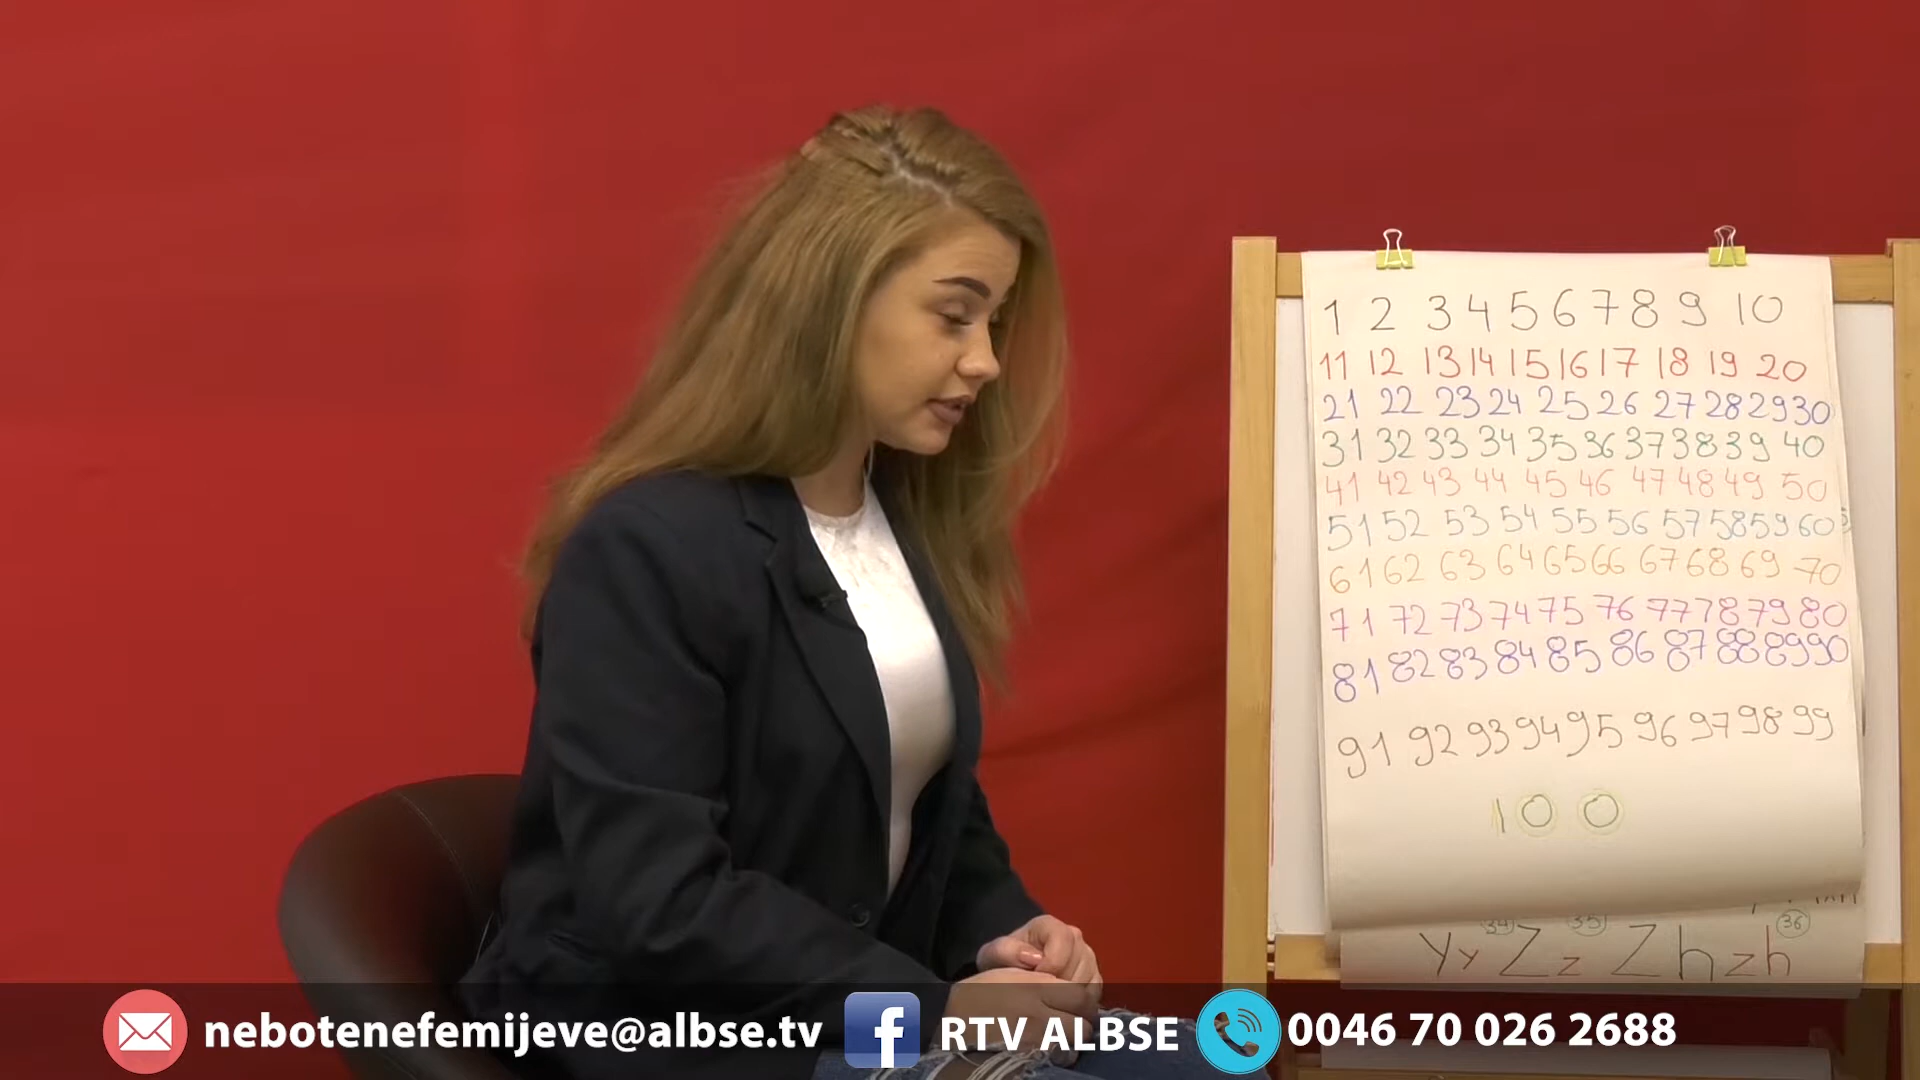 1 2 3 4 5 6 7 8 9 10
11 12 13 14 15 16 17 18 19 20
21 22 23 24 25 26 27 28 29 30
31 32 33 34 35 36 37 38 39 40
41 42 43 44 45 46 47 48 49 50
51 52 53 54 55 56 57 58 59 60
61 62 63 64 65 66 67 68 69 70
71 72 73 74 75 76 77 78 79 80
81 82 83 84 85 86 87 88 89 90
91 92 93 94 95 96 97 98 99
100
34 35 36
Yy Zz Zh zh
nebotenefemijeve@albse.tv RTV ALBSE 0046 70 026 2688